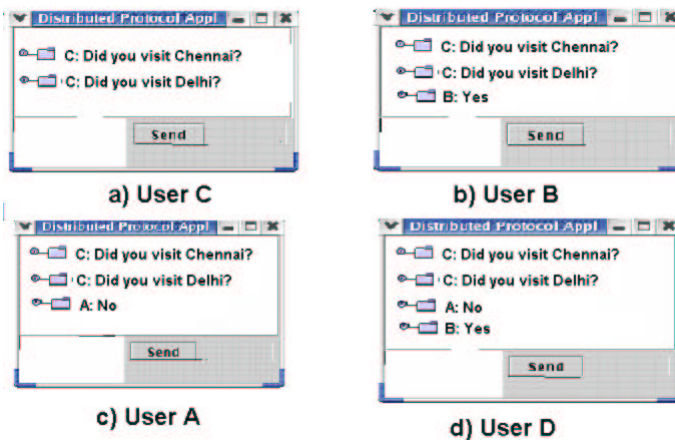 Distributed Protocol Appl
C: Did you visit Chennai?
C: Did you visit Delhi?
Send
a) User C
Distributed Protocol Appl
C: Did you visit Chennai?
C: Did you visit Delhi?
B: Yes
Send
b) User B
Distributed Protocol Appl
C: Did you visit Chennai?
C: Did you visit Delhi?
A: No
Send
c) User A
Distributed Protocol Appl
C: Did you visit Chennai?
C: Did you visit Delhi?
A: No
B: Yes
Send
d) User D